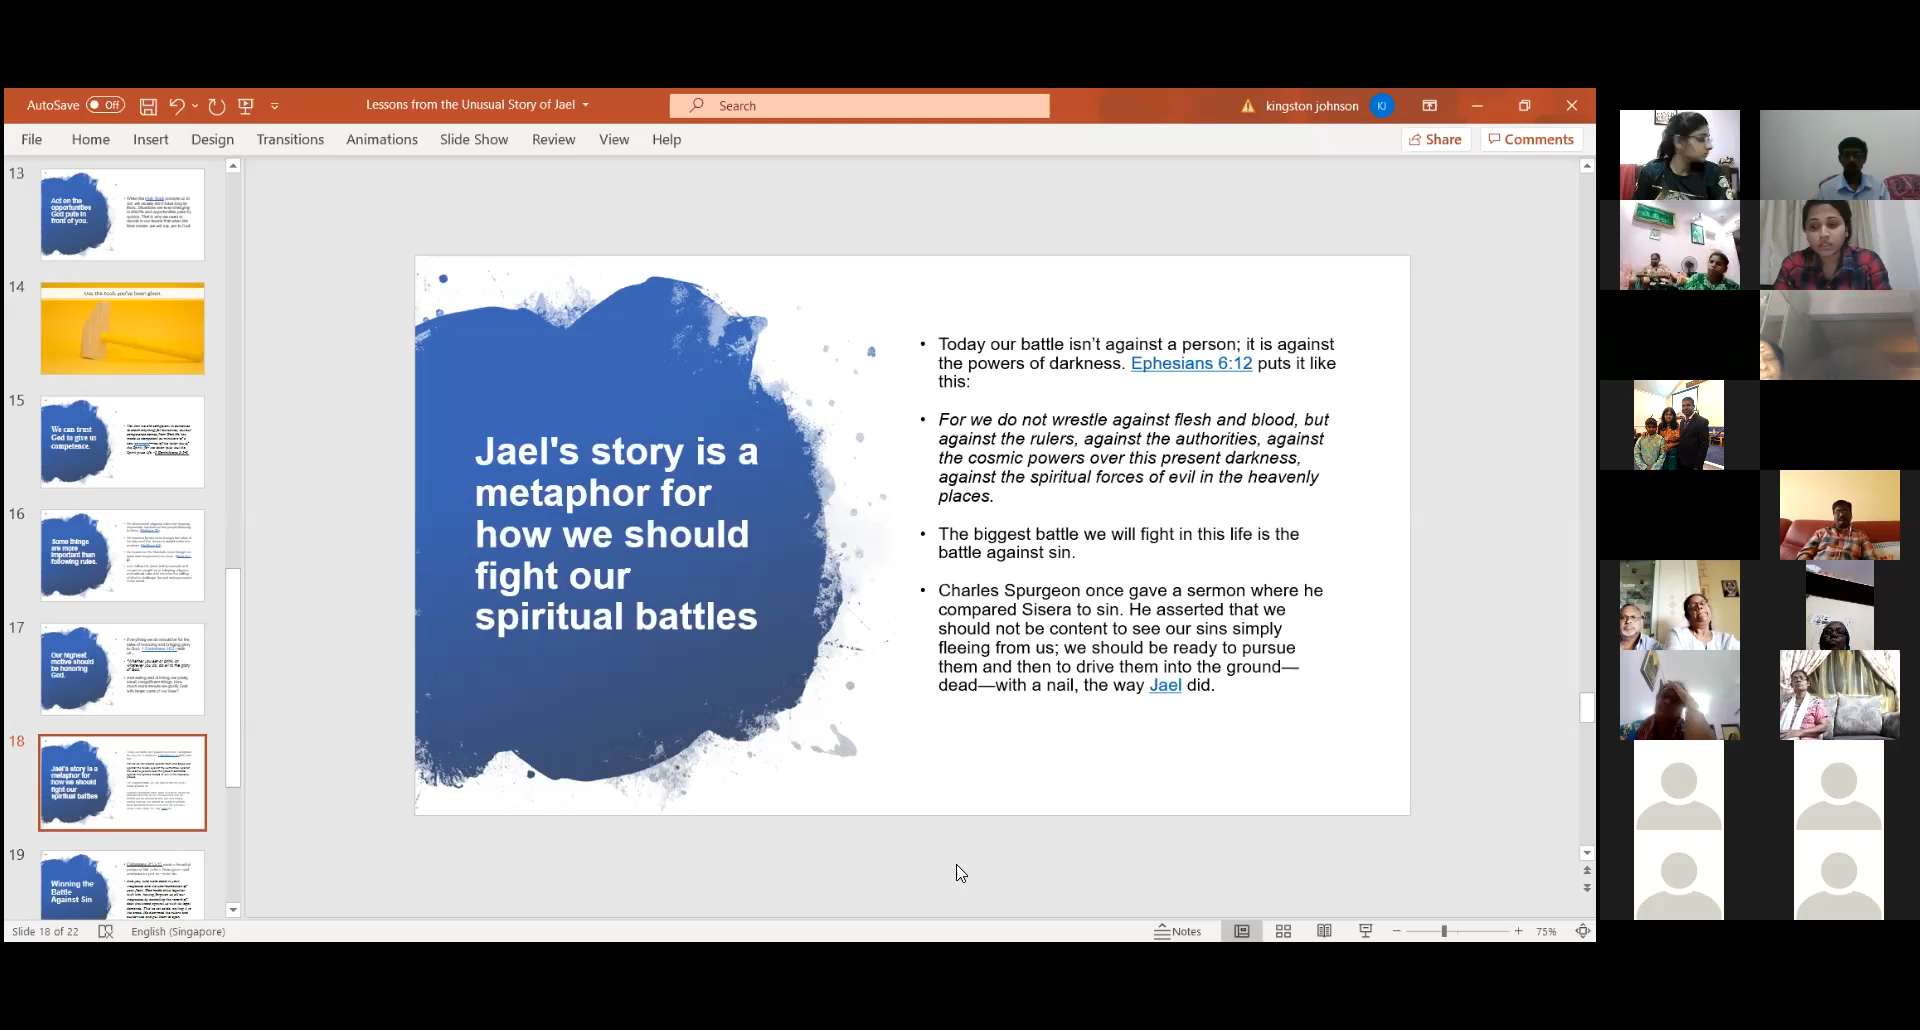 AutoSave Off
Lessons from the Unusual Story of Jael
Search
kingston johnson
KJ
File Home Insert Design Transitions Animations Slide Show Review View Help
Share
Comments
13
Act on the
opportunities
God puts in
front of you.
14
Use the tools you've been given.
15
We can trust
God to give us
competence.
16
Some things
are more
important than
following rules.
17
Our highest
motive should
be honoring
God.
18
Jael's story is a
metaphor for
how we should
fight our
spiritual battles
19
Winning the
Battle
Against Sin
Jael's story is a
metaphor for
how we should
fight our
spiritual battles
• Today our battle isn't against a person; it is against
the powers of darkness. Ephesians 6:12 puts it like
this:
• For we do not wrestle against flesh and blood, but
against the rulers, against the authorities, against
the cosmic powers over this present darkness,
against the spiritual forces of evil in the heavenly
places.
• The biggest battle we will fight in this life is the
battle against sin.
• Charles Spurgeon once gave a sermon where he
compared Sisera to sin. He asserted that we
should not be content to see our sins simply
fleeing from us; we should be ready to pursue
them and then to drive them into the ground—
dead—with a nail, the way Jael did.
Slide 18 of 22
English (Singapore)
Notes
75%